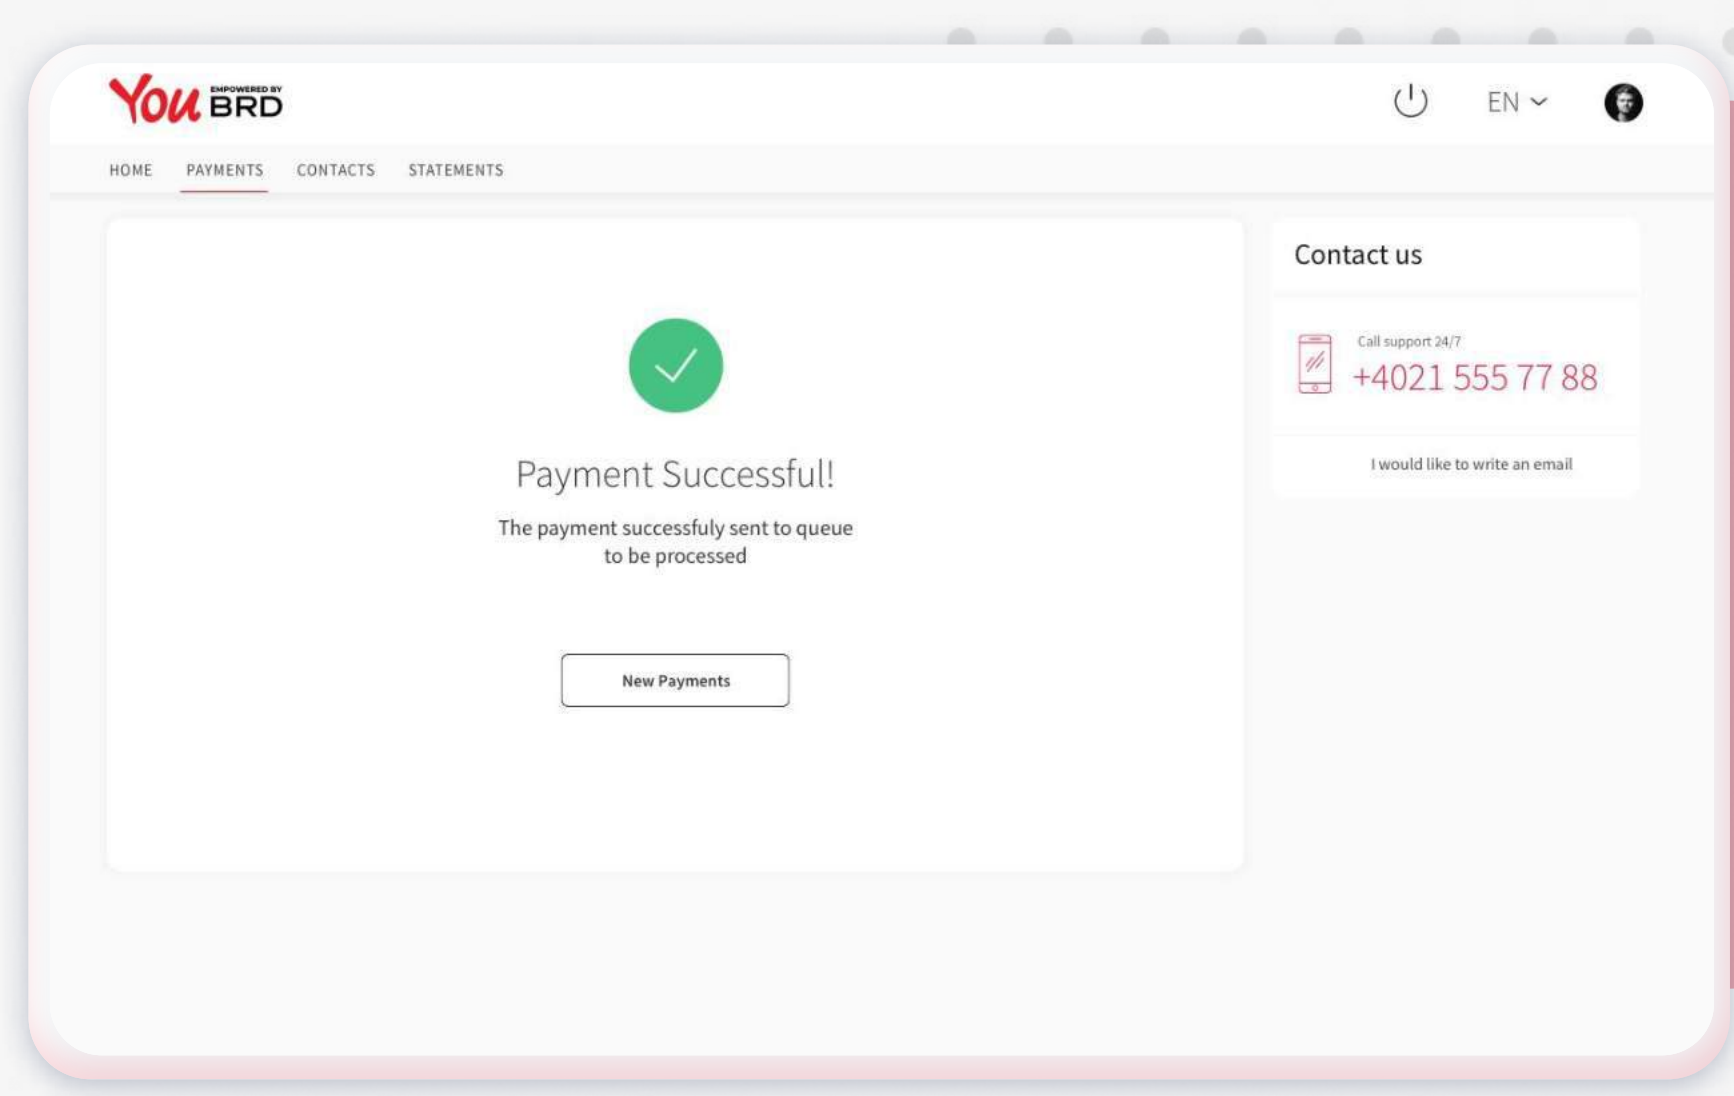 You EMPOWERED BY BRD
EN
HOME PAYMENTS CONTACTS STATEMENTS
Payment Successful!
The payment successfuly sent to queue
to be processed
New Payments
Contact us
Call support 24/7
+4021 555 77 88
I would like to write an email